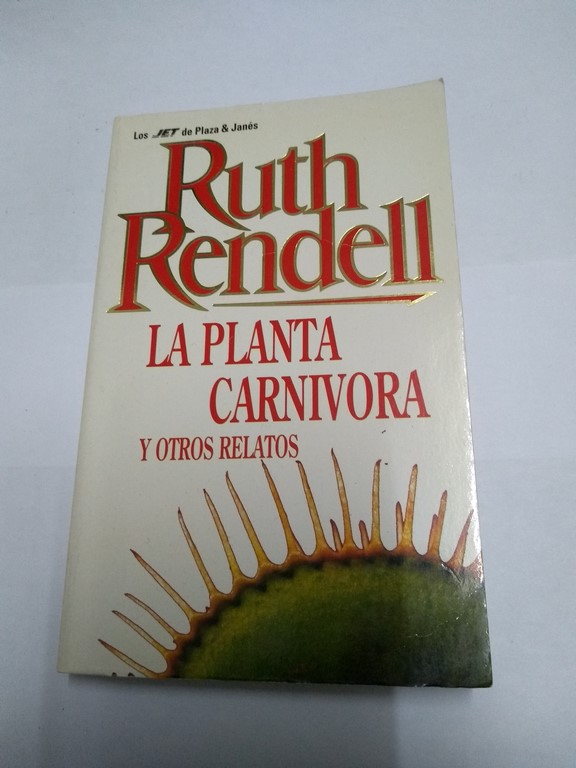 Los JET de Plaza & Janés
Ruth
Rendell
LA PLANTA
CARNIVORA
Y OTROS RELATOS